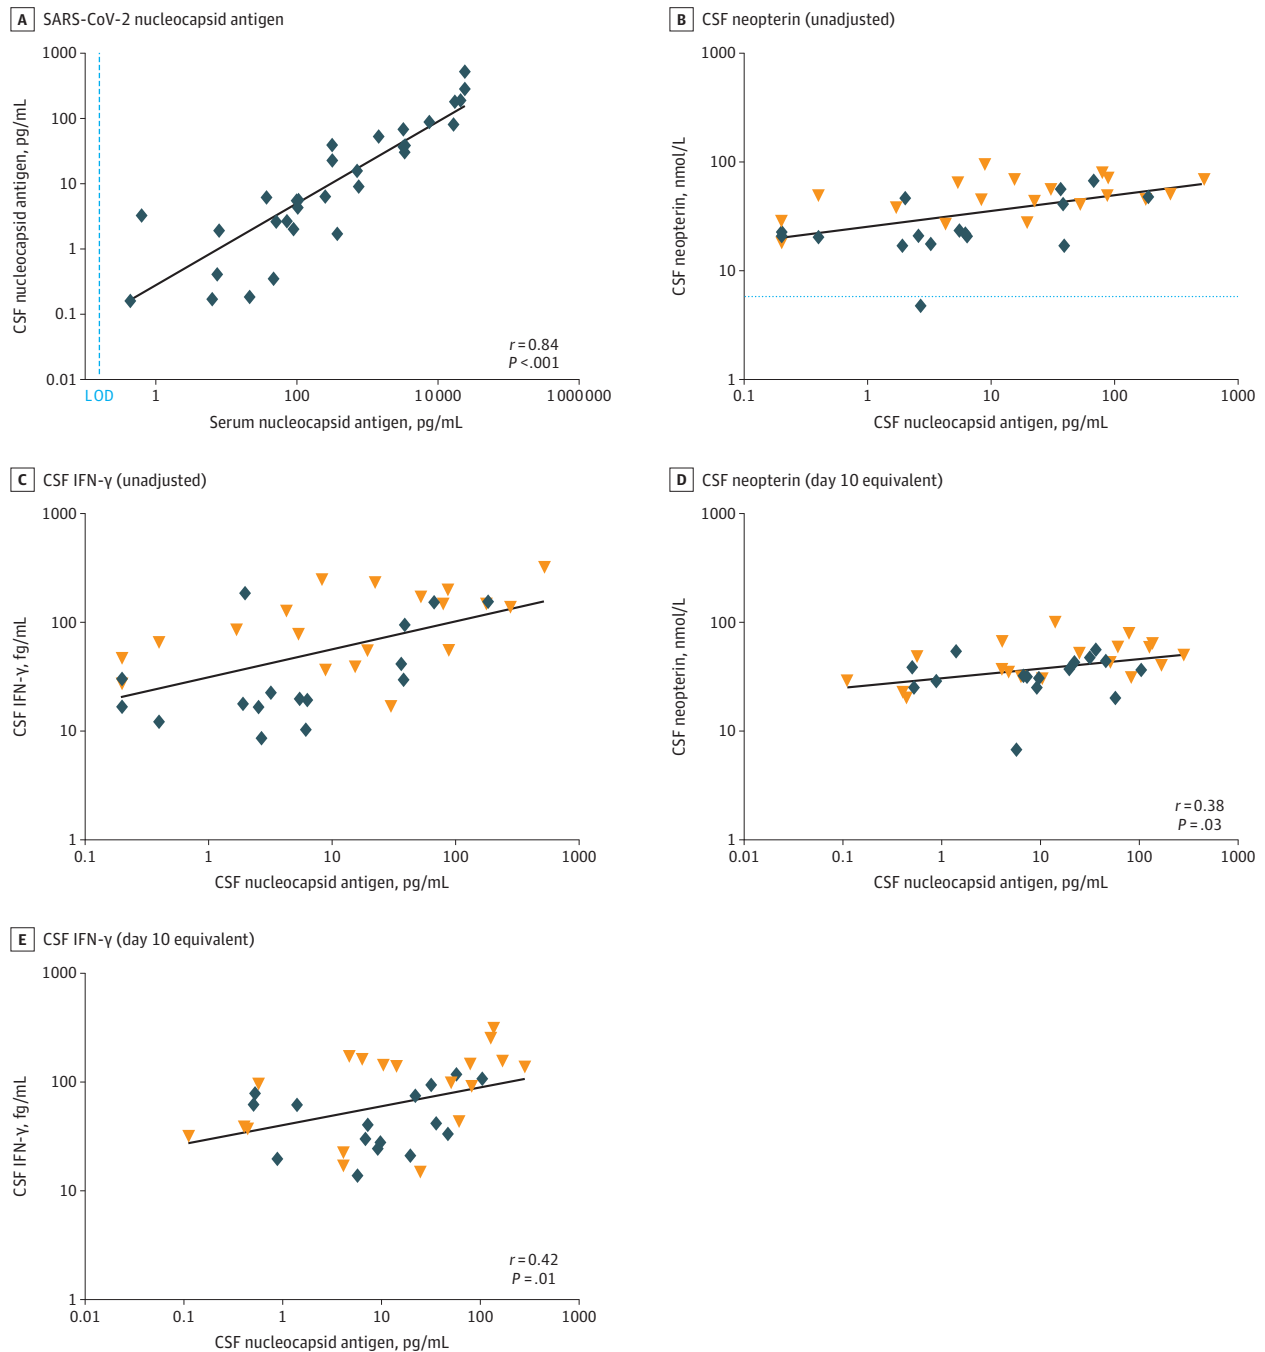 A SARS-CoV-2 nucleocapsid antigen
1000
100
10
1
0.1
0.01
CSF nucleocapsid antigen, pg/mL
LOD 1 100 10 000 1 000 000
Serum nucleocapsid antigen, pg/mL
r = 0.84
P < .001
B CSF neopterin (unadjusted)
1000
100
10
1
CSF neopterin, nmol/L
0.1 1 10 100 1000
CSF nucleocapsid antigen, pg/mL
C CSF IFN-γ (unadjusted)
1000
100
10
1
CSF IFN-γ, fg/mL
0.1 1 10 100 1000
CSF nucleocapsid antigen, pg/mL
D CSF neopterin (day 10 equivalent)
1000
100
10
1
CSF neopterin, nmol/L
r = 0.38
P = .03
0.01 0.1 1 10 100 1000
CSF nucleocapsid antigen, pg/mL
E CSF IFN-γ (day 10 equivalent)
1000
100
10
1
CSF IFN-γ, fg/mL
r = 0.42
P = .01
0.01 0.1 1 10 100 1000
CSF nucleocapsid antigen, pg/mL